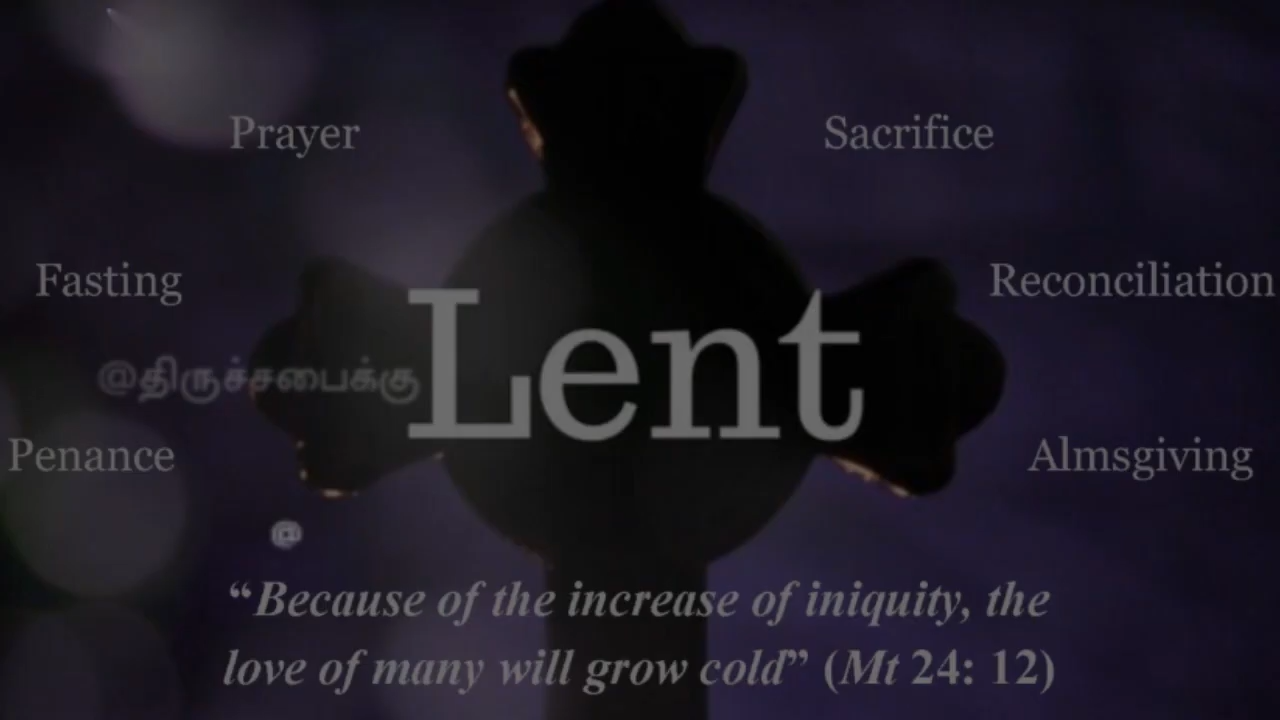 Prayer
Sacrifice
Fasting
Reconciliation
Lent
@திருச்சபைக்கு
Penance
Almsgiving
@
“Because of the increase of iniquity, the
love of many will grow cold” (Mt 24: 12)